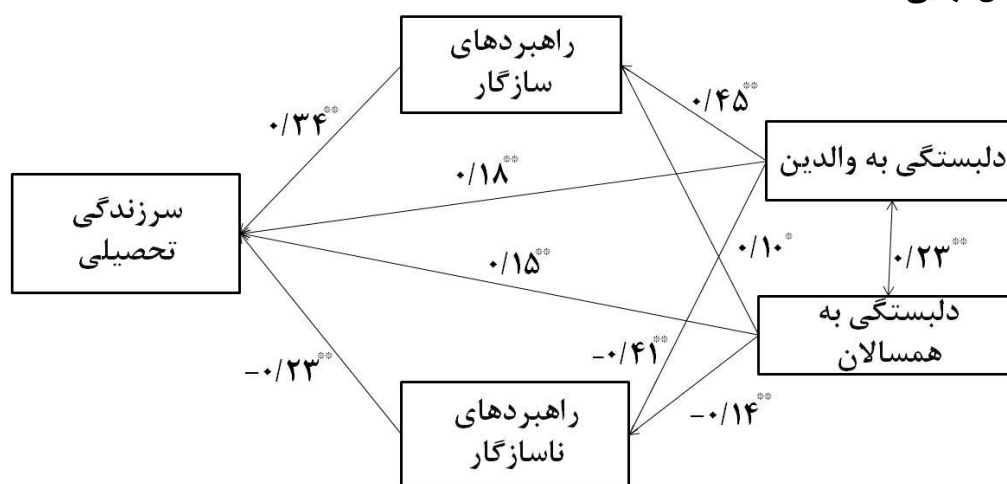 راهبردهای
سازگار
۰/۴۵**
۰/۳۴**
دلبستگی به والدین
۰/۱۸**
سرزندگی
تحصیلی
۰/۱۰*
۰/۲۳**
۰/۱۵**
دلبستگی به
همسالان
-۰/۴۱**
-۰/۲۳**
-۰/۱۴**
راهبردهای
ناسازگار